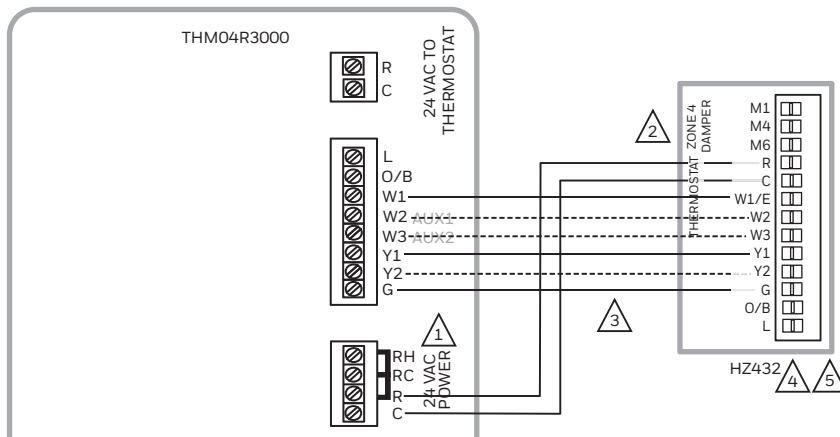 THM04R3000
R
C
24 VAC TO
THERMOSTAT
L
O/B
W1
W2 AUX1
W3 AUX2
Y1
Y2
G
1
RH
RC
R
C
24 VAC
POWER
2
3
ZONE 4
DAMPER
THERMOSTAT
M1
M4
M6
R
C
W1/E
W2
W3
Y1
Y2
G
O/B
L
HZ432
4
5